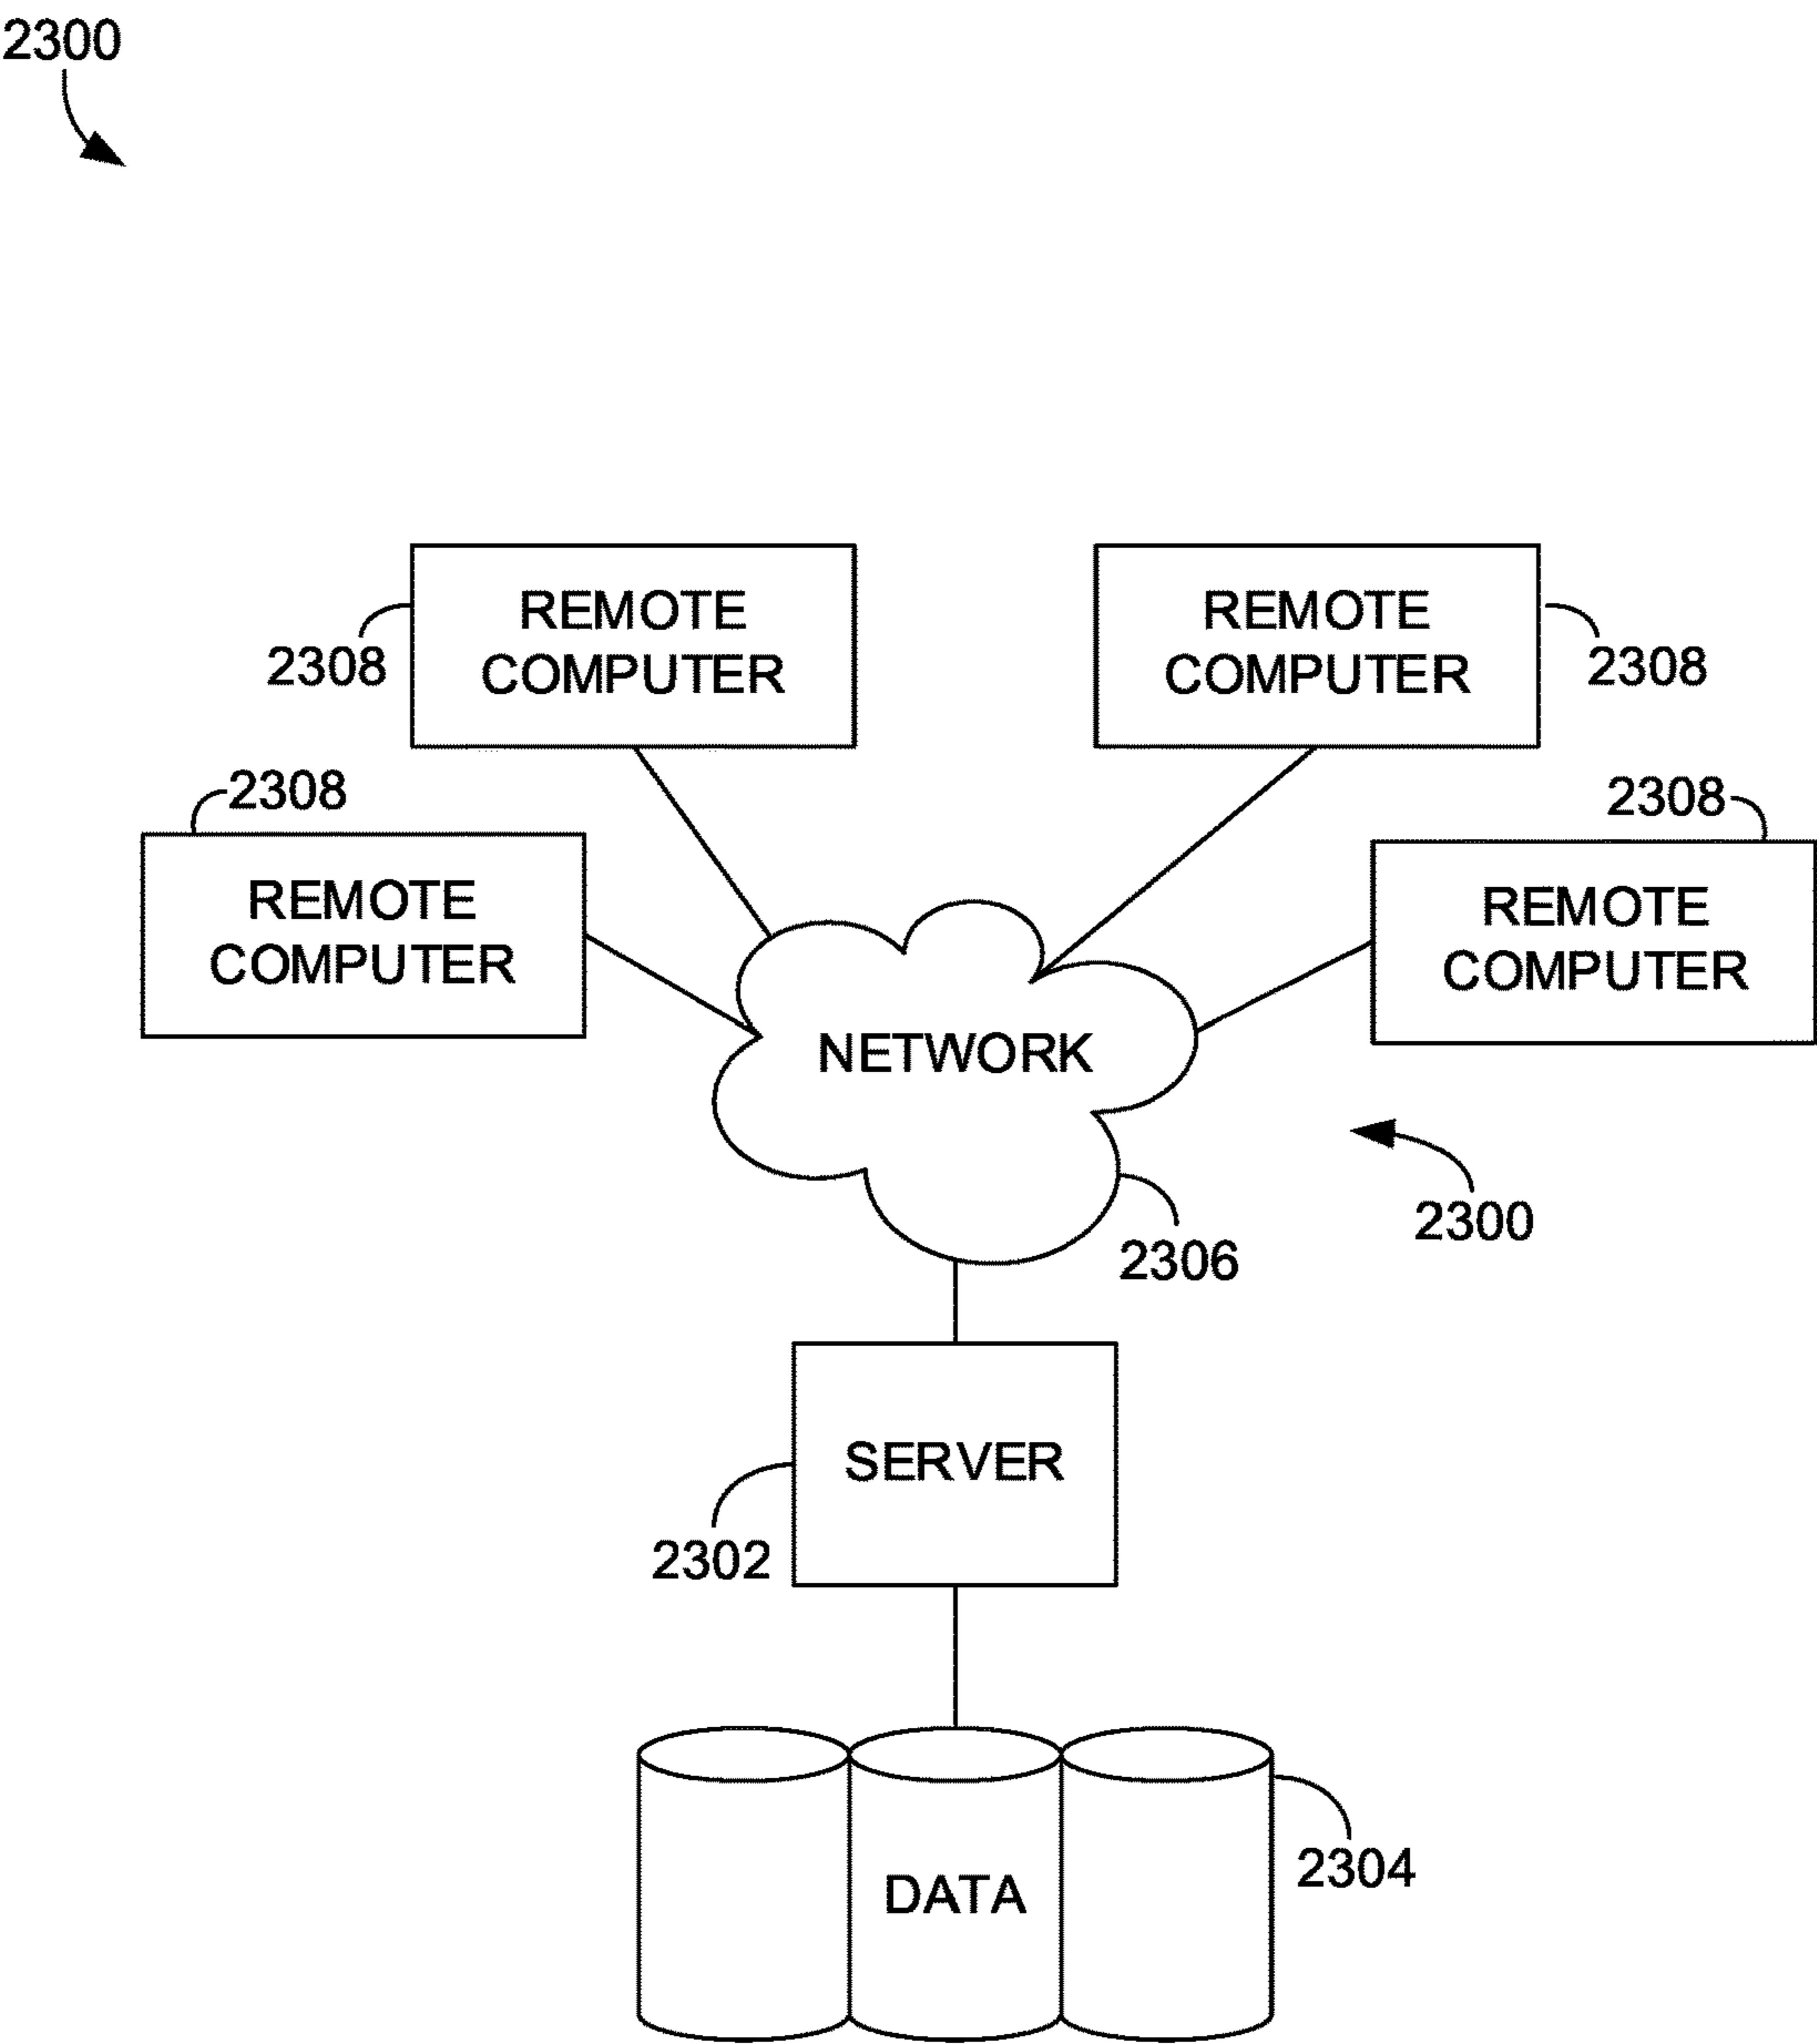 2300
REMOTE
COMPUTER
2308
REMOTE
COMPUTER
2308
2308
REMOTE
COMPUTER
2308
REMOTE
COMPUTER
NETWORK
2300
2306
SERVER
2302
DATA
2304